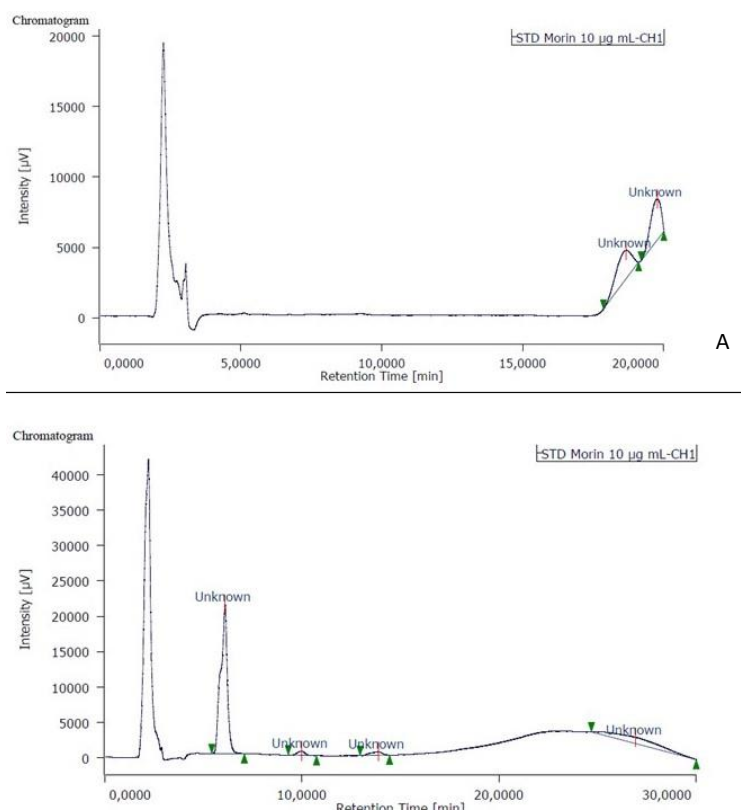 Chromatogram
STD Morin 10 µg mL-CH1
20000
15000
10000
5000
0
Intensity [µV]
Unknown
Unknown
0,0000 5,0000 10,0000 15,0000 20,0000
Retention Time [min]
A
Chromatogram
STD Morin 10 µg mL-CH1
40000
35000
30000
25000
20000
15000
10000
5000
0
Intensity [µV]
Unknown
Unknown Unknown Unknown
0,0000 10,0000 20,0000 30,0000
Retention Time [min]